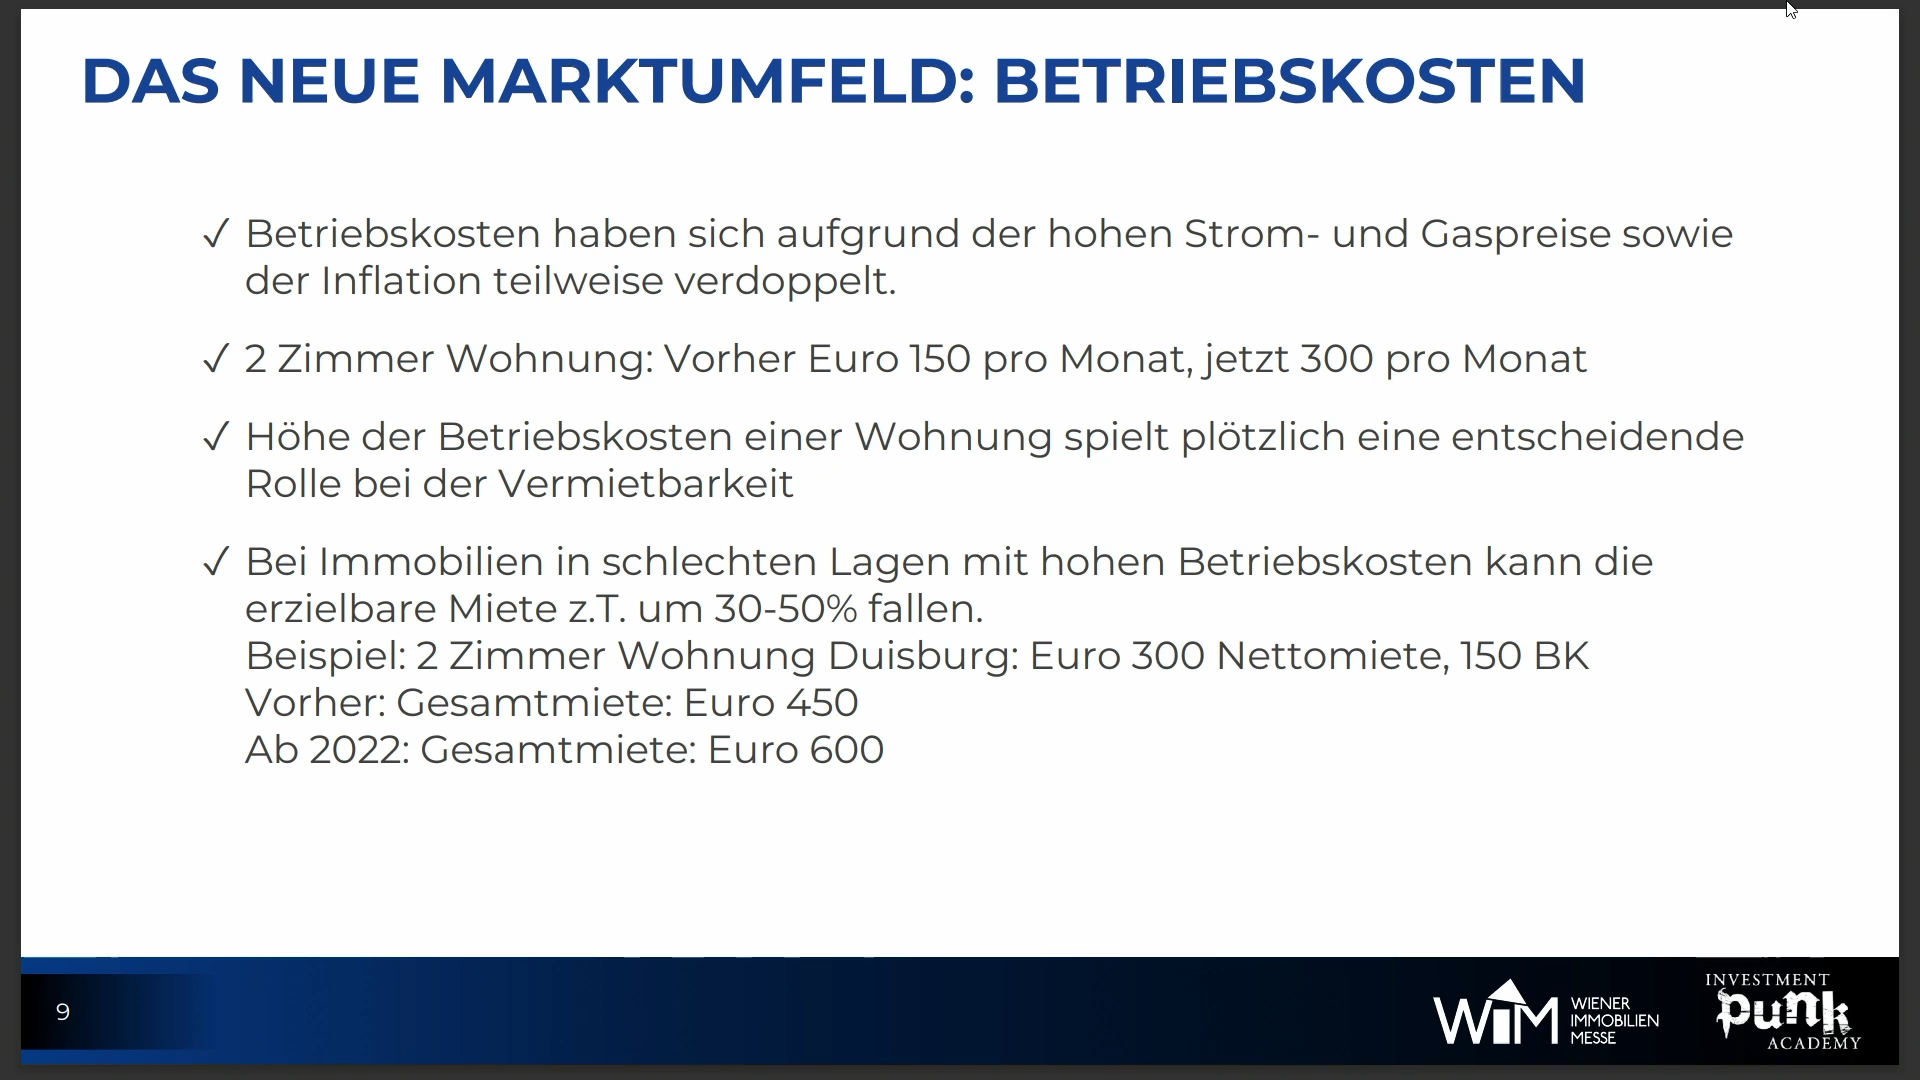 DAS NEUE MARKTUMFELD: BETRIEBSKOSTEN
✓ Betriebskosten haben sich aufgrund der hohen Strom- und Gaspreise sowie
der Inflation teilweise verdoppelt.
✓ 2 Zimmer Wohnung: Vorher Euro 150 pro Monat, jetzt 300 pro Monat
✓ Höhe der Betriebskosten einer Wohnung spielt plötzlich eine entscheidende
Rolle bei der Vermietbarkeit
✓ Bei Immobilien in schlechten Lagen mit hohen Betriebskosten kann die
erzielbare Miete z.T. um 30-50% fallen.
Beispiel: 2 Zimmer Wohnung Duisburg: Euro 300 Nettomiete, 150 BK
Vorher: Gesamtmiete: Euro 450
Ab 2022: Gesamtmiete: Euro 600
9
WIM
WIENER
IMMOBILIEN
MESSE
INVESTMENT
punk
ACADEMY